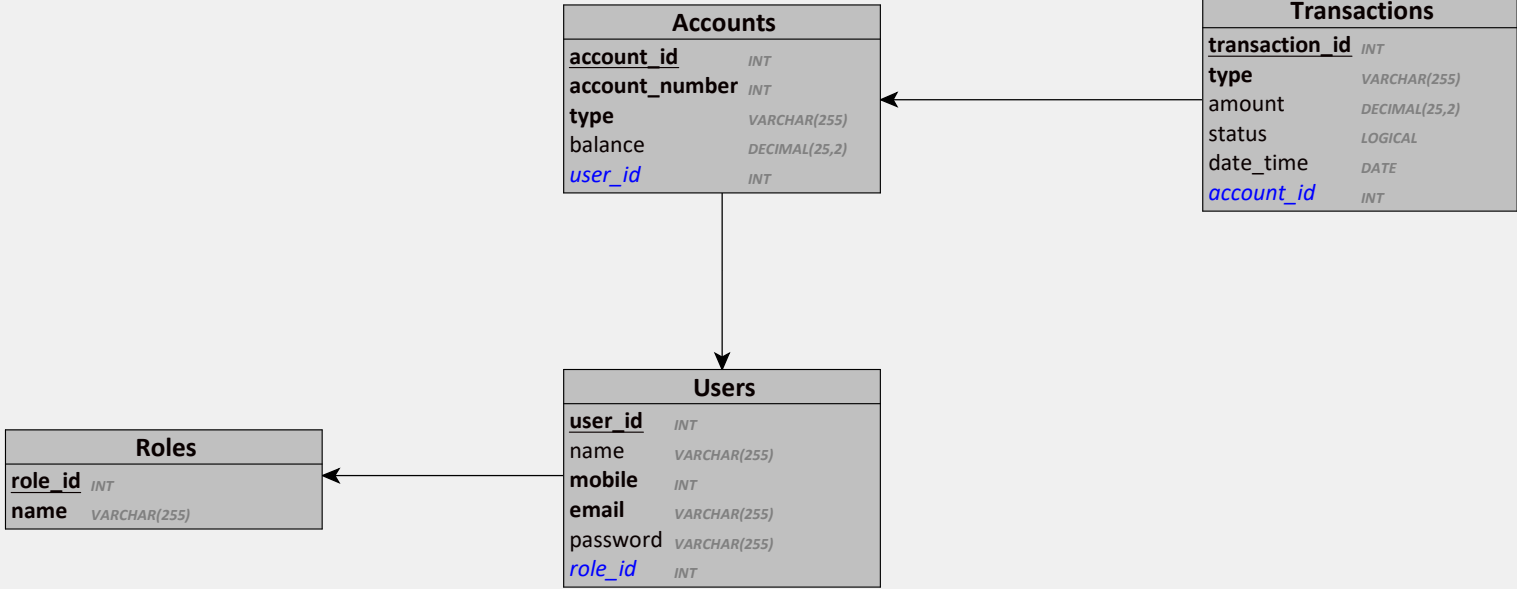 Accounts
account_id INT
account_number INT
type VARCHAR(255)
balance DECIMAL(25,2)
user_id INT
Transactions
transaction_id INT
type VARCHAR(255)
amount DECIMAL(25,2)
status LOGICAL
date_time DATE
account_id INT
Roles
role_id INT
name VARCHAR(255)
Users
user_id INT
name VARCHAR(255)
mobile INT
email VARCHAR(255)
password VARCHAR(255)
role_id INT